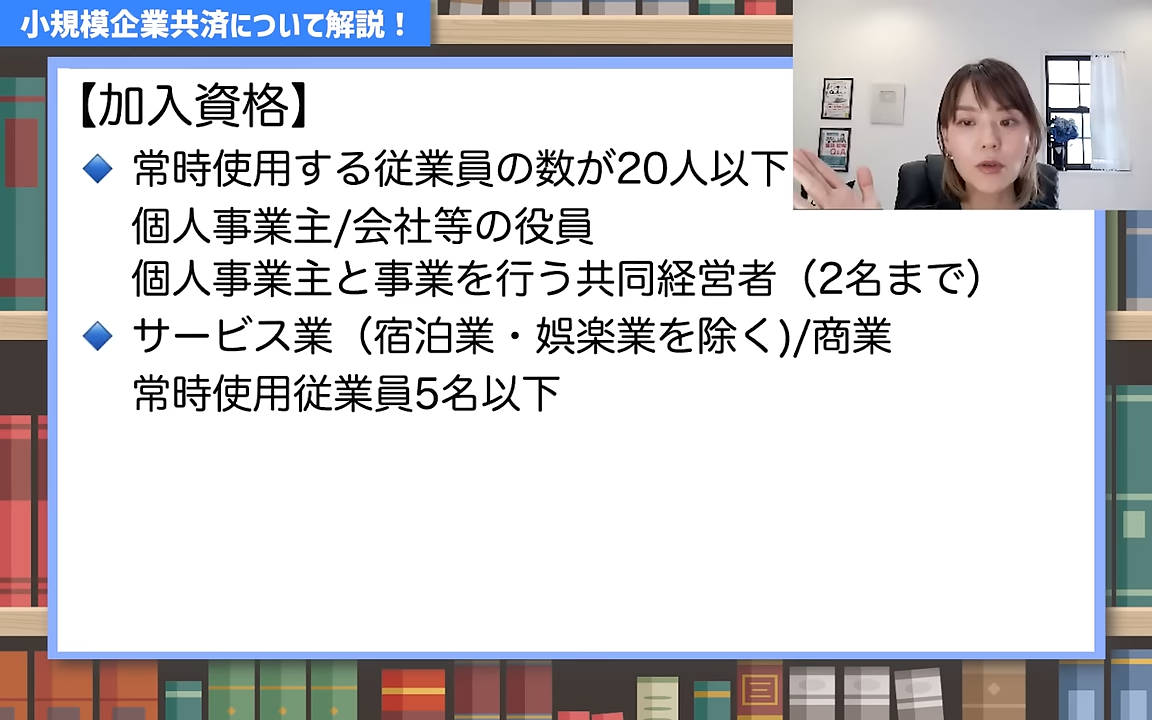 小規模企業共済について解説！
【加入資格】
常時使用する従業員の数が20人以下
個人事業主/会社等の役員
個人事業主と事業を行う共同経営者（2名まで）
サービス業（宿泊業・娯楽業を除く)/商業
常時使用従業員5名以下
Q&A